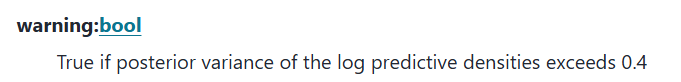 warning:bool
True if posterior variance of the log predictive densities exceeds 0.4